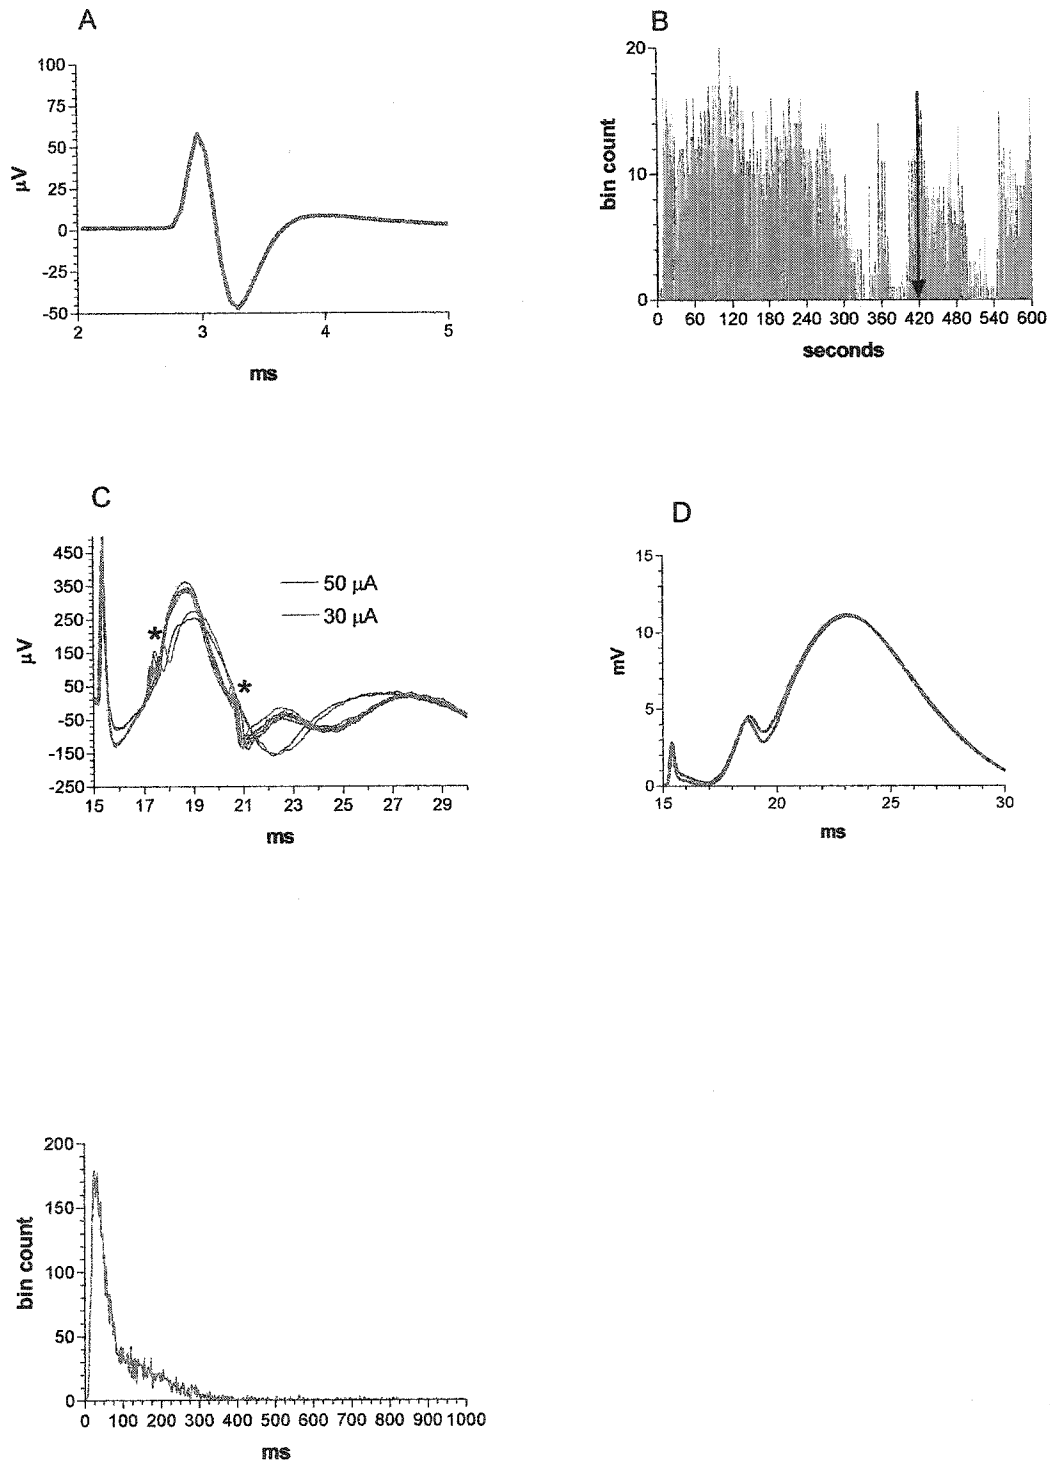 A
100
75
50
25
0
-25
-50
µV
2 3 4 5
ms
B
20
10
0
bin count
0 60 120 180 240 300 360 420 480 540 600
seconds
C
450
350
250
150
50
-50
-150
-250
µV
50 µA
30 µA
*
*
15 17 19 21 23 25 27 29
ms
D
15
10
5
0
mV
15 20 25 30
ms
200
150
100
50
0
bin count
0 100 200 300 400 500 600 700 800 900 1000
ms